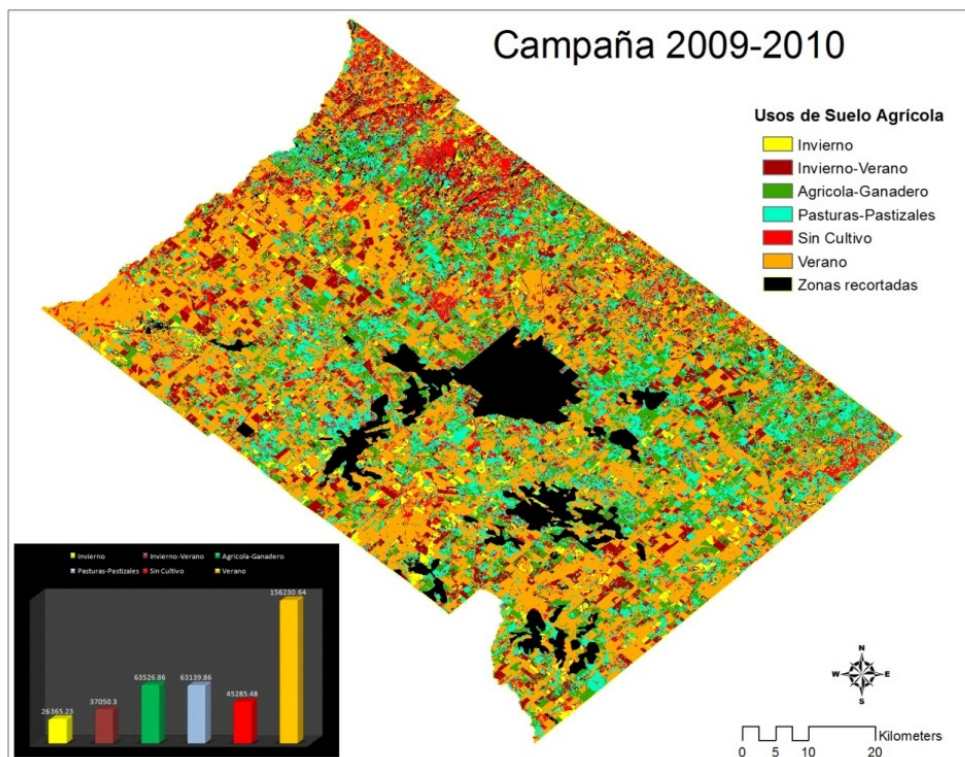 Campaña 2009-2010
Usos de Suelo Agrícola
Invierno
Invierno-Verano
Agricola-Ganadero
Pasturas-Pastizales
Sin Cultivo
Verano
Zonas recortadas
Invierno Invierno-Verano Agricola-Ganadero
Pasturas-Pastizales Sin Cultivo Verano
156230.64
63526.86 63139.86
45285.48
37050.3
26365.23
N
W E
S
Kilometers
0 5 10 20